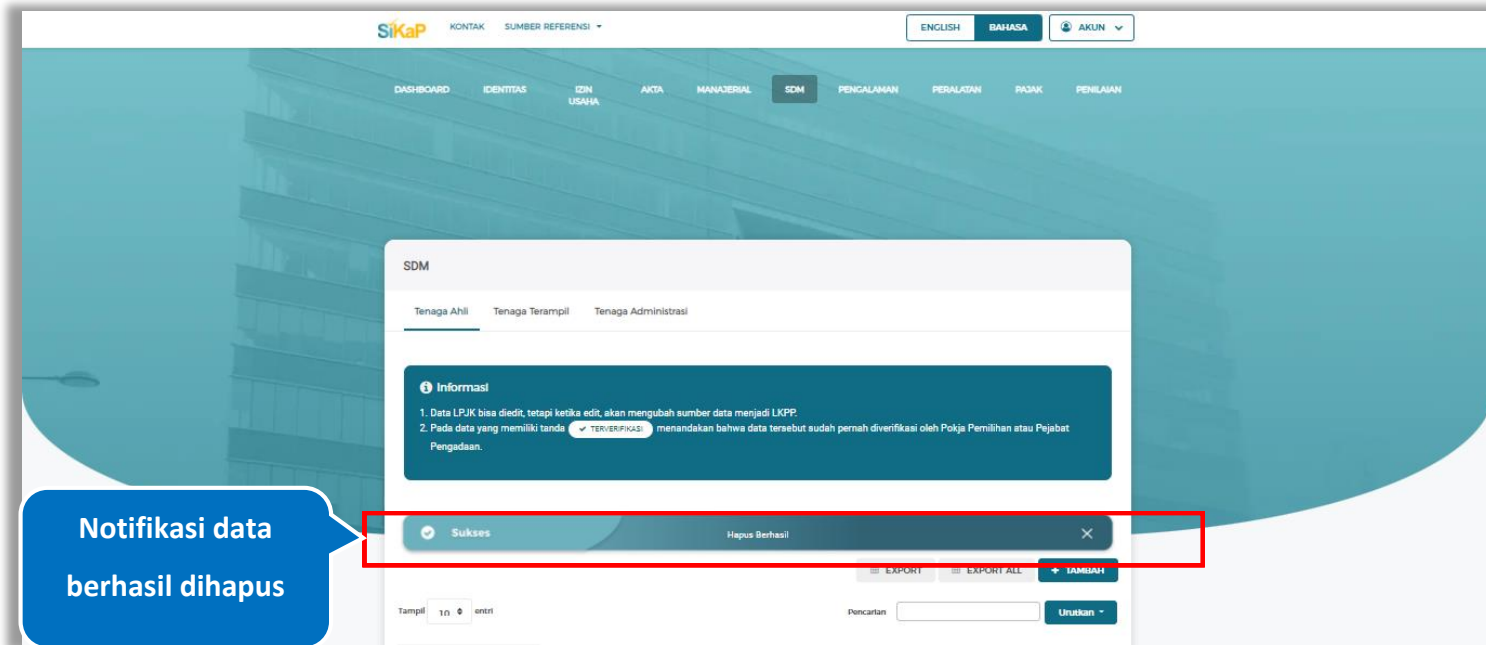 SiKaP KONTAK SUMBER REFERENSI ENGLISH BAHASA AKUN
DASHBOARD IDENTITAS IZIN USAHA AKTA MANAJERIAL SDM PENGALAMAN PERALATAN PAJAK PENILAIAN
SDM
Tenaga Ahli Tenaga Terampil Tenaga Administrasi
Informasi
1. Data LPJK bisa diedit, tetapi ketika edit, akan mengubah sumber data menjadi LKPP.
2. Pada data yang memiliki tanda TERVERIFIKASI menandakan bahwa data tersebut sudah pernah diverifikasi oleh Pokja Pemilihan atau Pejabat
Pengadaan.
Notifikasi data
berhasil dihapus
Sukses Hapus Berhasil
EXPORT EXPORT ALL + TAMBAH
Tampil 10 entri Pencarian Urutkan